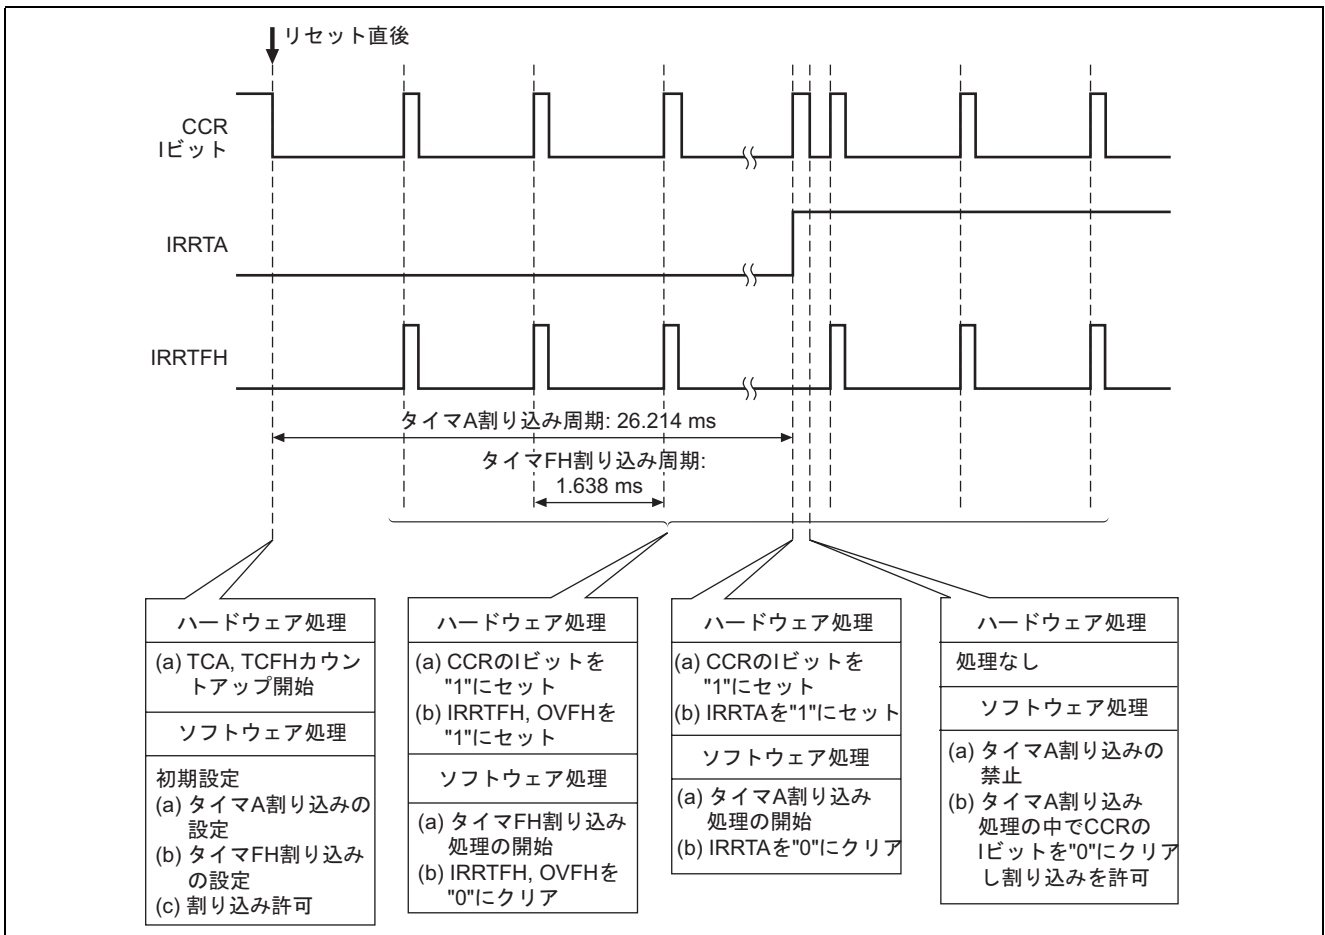 リセット直後
CCR
Iビット
IRRTA
IRRTFH
タイマA割り込み周期: 26.214 ms
タイマFH割り込み周期:
1.638 ms
ハードウェア処理
(a) TCA, TCFHカウン
トアップ開始
ソフトウェア処理
初期設定
(a) タイマA割り込みの
設定
(b) タイマFH割り込み
の設定
(c) 割り込み許可
ハードウェア処理
(a) CCRのIビットを
"1"にセット
(b) IRRTFH, OVFHを
"1"にセット
ソフトウェア処理
(a) タイマFH割り込み
処理の開始
(b) IRRTFH, OVFHを
"0"にクリア
ハードウェア処理
(a) CCRのIビットを
"1"にセット
(b) IRRTAを"1"にセット
ソフトウェア処理
(a) タイマA割り込み
処理の開始
(b) IRRTAを"0"にクリア
ハードウェア処理
処理なし
ソフトウェア処理
(a) タイマA割り込みの
禁止
(b) タイマA割り込み
処理の中でCCRの
Iビットを"0"にクリア
し割り込みを許可